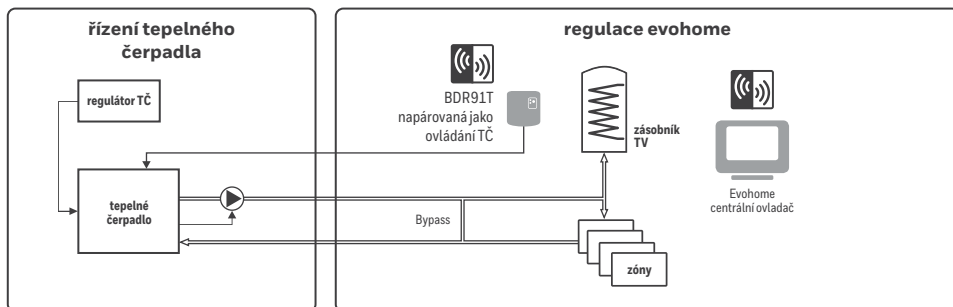 řízení tepelného
čerpadla
regulátor TČ
tepelné
čerpadlo
regulace evohome
BDR91T
napárovaná jako
ovládání TČ
zásobník
TV
Evohome
centrální ovladač
Bypass
zóny